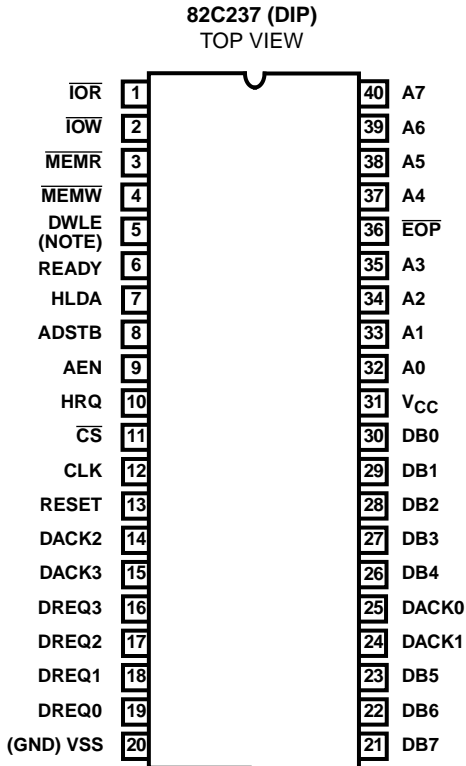 82C237 (DIP)
TOP VIEW
IOR 1 40 A7
IOW 2 39 A6
MEMR 3 38 A5
MEMW 4 37 A4
DWLE
(NOTE) 5 36 EOP
READY 6 35 A3
HLDA 7 34 A2
ADSTB 8 33 A1
AEN 9 32 A0
HRQ 10 31 VCC
CS 11 30 DB0
CLK 12 29 DB1
RESET 13 28 DB2
DACK2 14 27 DB3
DACK3 15 26 DB4
DREQ3 16 25 DACK0
DREQ2 17 24 DACK1
DREQ1 18 23 DB5
DREQ0 19 22 DB6
(GND) VSS 20 21 DB7